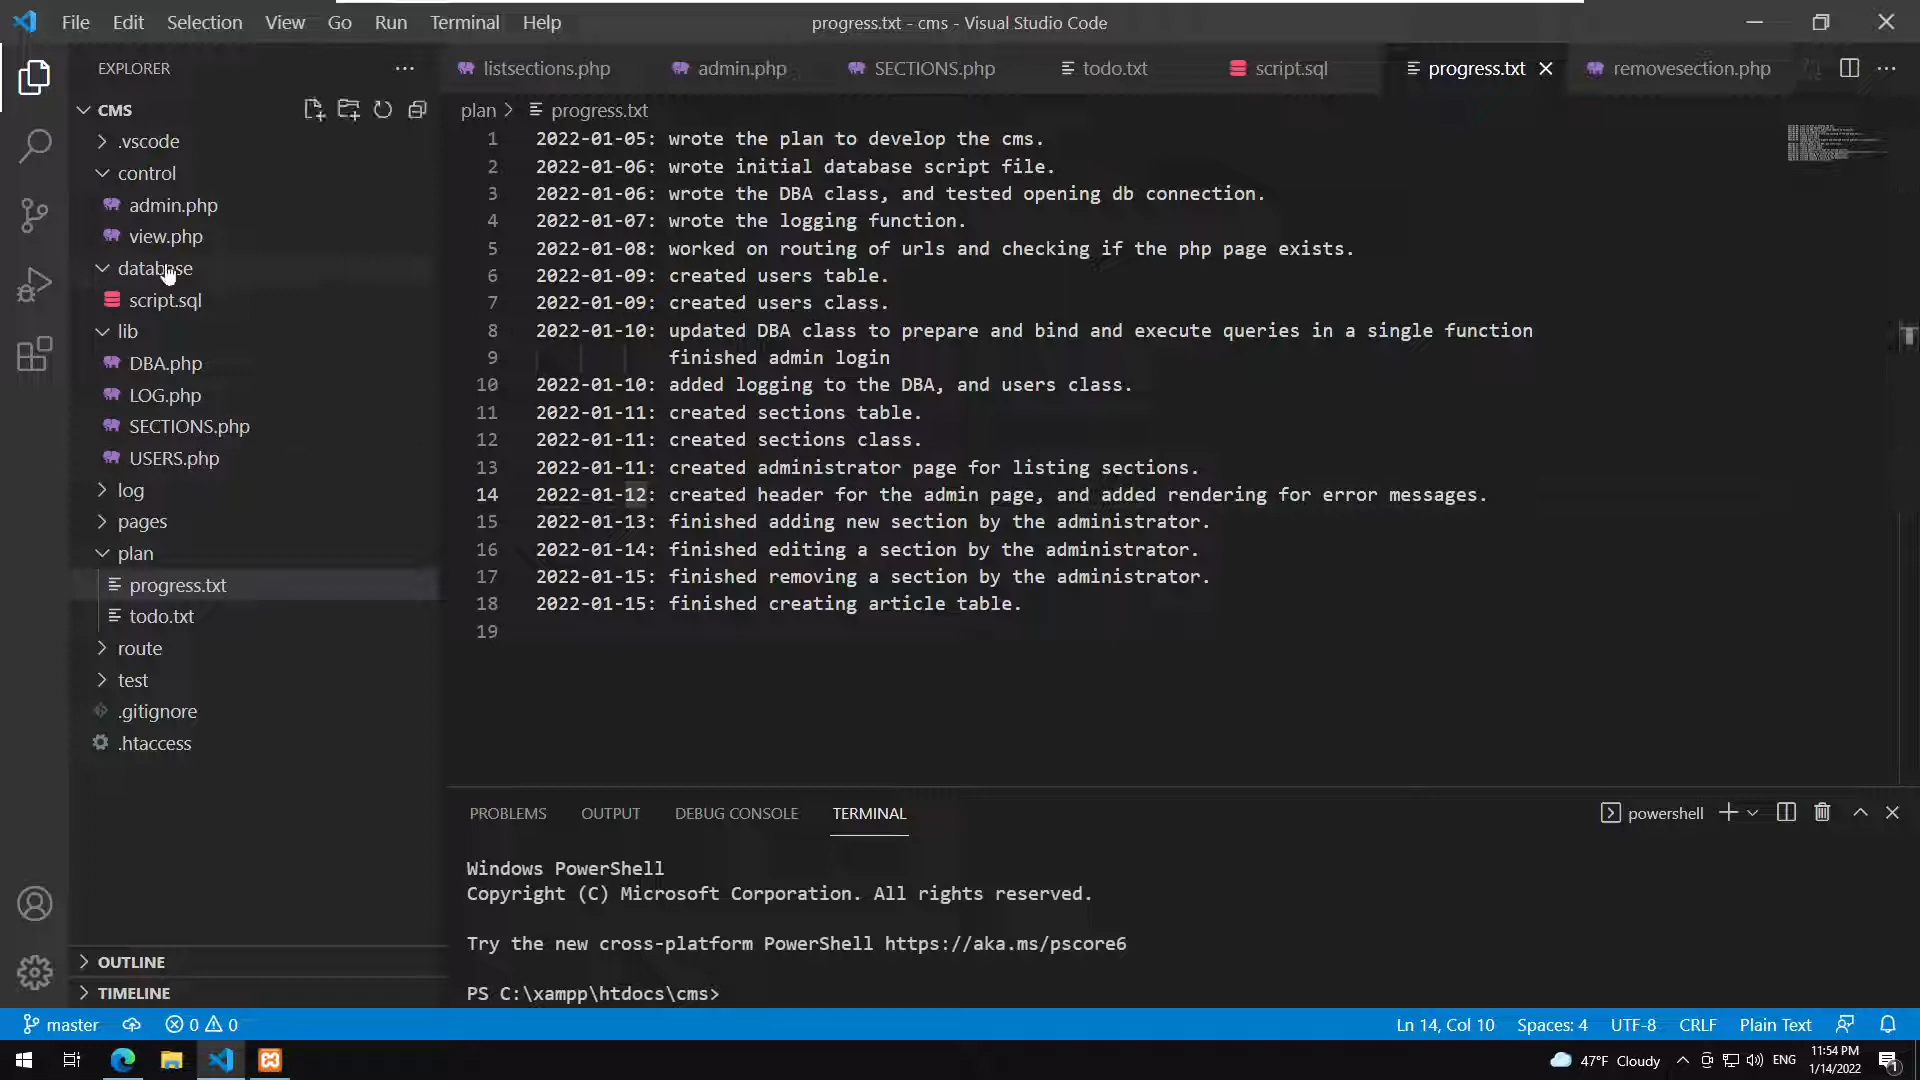 File Edit Selection View Go Run Terminal Help
progress.txt - cms - Visual Studio Code
EXPLORER
listsections.php
admin.php
SECTIONS.php
todo.txt
script.sql
progress.txt
removesection.php
CMS
.vscode
control
admin.php
view.php
database
script.sql
lib
DBA.php
LOG.php
SECTIONS.php
USERS.php
log
pages
plan
progress.txt
todo.txt
route
test
.gitignore
.htaccess
OUTLINE
TIMELINE
plan > progress.txt
1 2022-01-05: wrote the plan to develop the cms.
2 2022-01-06: wrote initial database script file.
3 2022-01-06: wrote the DBA class, and tested opening db connection.
4 2022-01-07: wrote the logging function.
5 2022-01-08: worked on routing of urls and checking if the php page exists.
6 2022-01-09: created users table.
7 2022-01-09: created users class.
8 2022-01-10: updated DBA class to prepare and bind and execute queries in a single function
9 finished admin login
10 2022-01-10: added logging to the DBA, and users class.
11 2022-01-11: created sections table.
12 2022-01-11: created sections class.
13 2022-01-11: created administrator page for listing sections.
14 2022-01-12: created header for the admin page, and added rendering for error messages.
15 2022-01-13: finished adding new section by the administrator.
16 2022-01-14: finished editing a section by the administrator.
17 2022-01-15: finished removing a section by the administrator.
18 2022-01-15: finished creating article table.
19
PROBLEMS OUTPUT DEBUG CONSOLE TERMINAL
powershell
Windows PowerShell
Copyright (C) Microsoft Corporation. All rights reserved.
Try the new cross-platform PowerShell https://aka.ms/pscore6
PS C:\xampp\htdocs\cms>
master
0 0
Ln 14, Col 10 Spaces: 4 UTF-8 CRLF Plain Text
47°F Cloudy
ENG
11:54 PM
1/14/2022
1